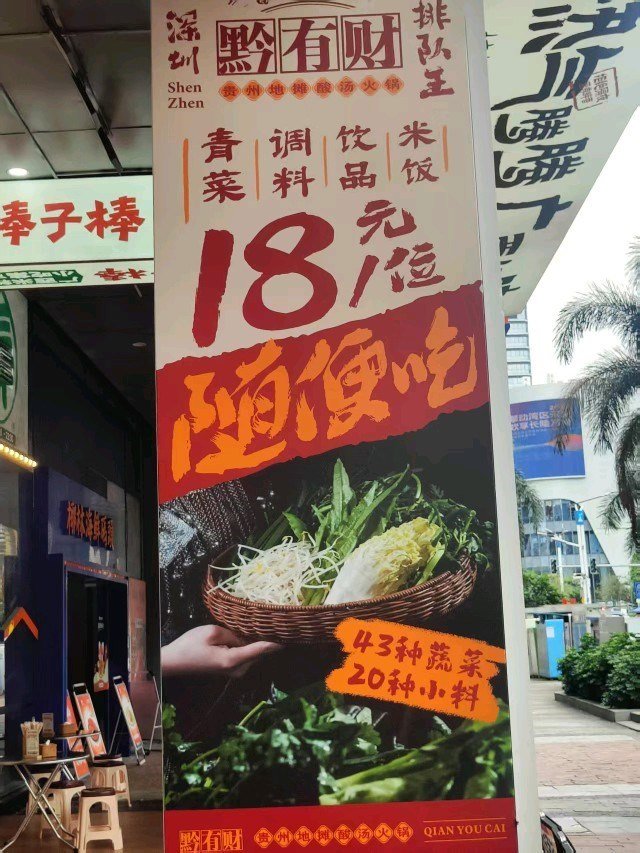 深圳
Shen
Zhen
黔有财
贵州地摊酸汤火锅
排队王
青菜
调料
饮品
米饭
18元/位
随便吃
43种蔬菜
20种小料
黔有财
贵州地摊酸汤火锅
QIAN YOU CAI
棒子棒